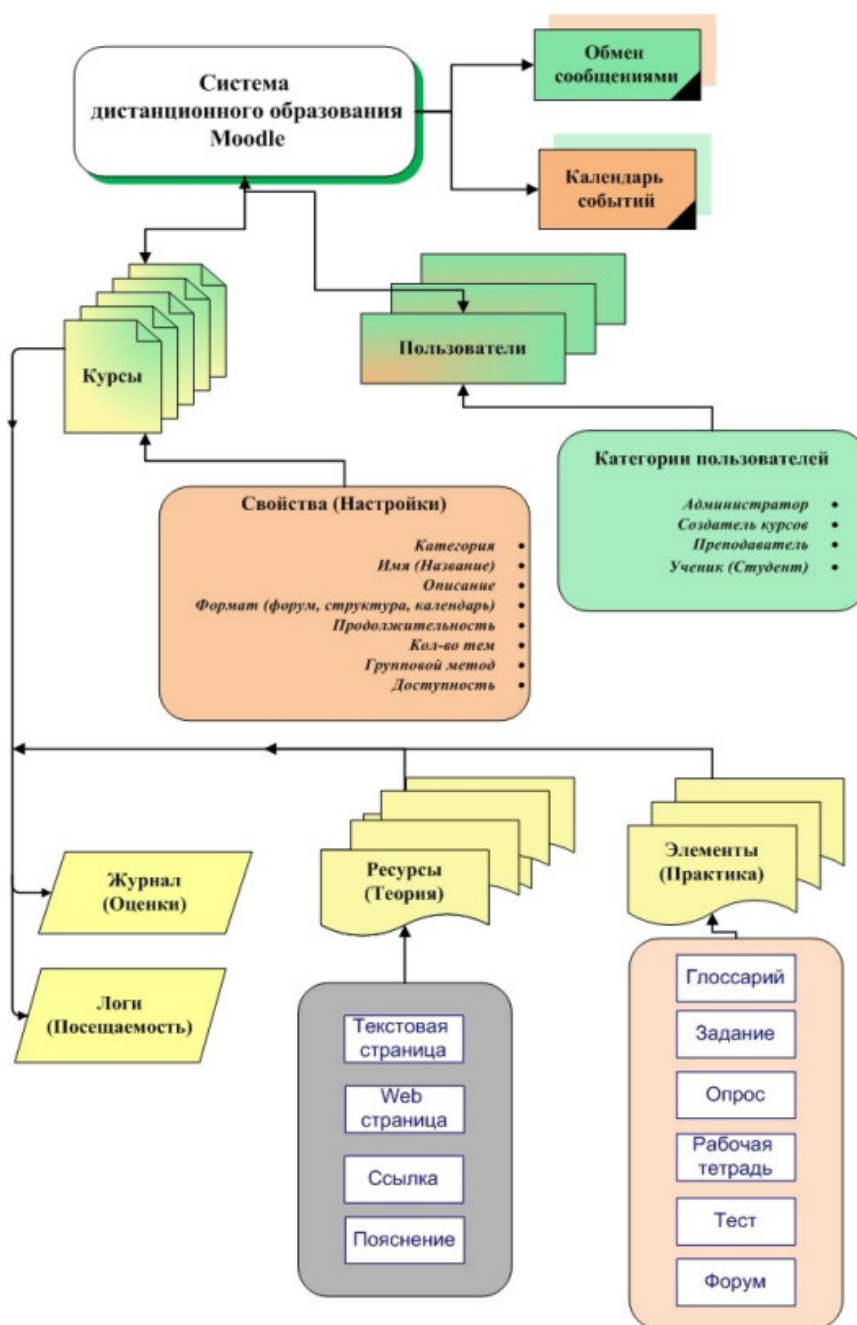 Система
дистанционного образования
Moodle
Обмен
сообщениями
Календарь
событий
Курсы
Пользователи
Категории пользователей
Администратор •
Создатель курсов •
Преподаватель •
Ученик (Студент) •
Свойства (Настройки)
Категория •
Имя (Название) •
Описание •
Формат (форум, структура, календарь) •
Продолжительность •
Кол-во тем •
Групповой метод •
Доступность •
Журнал
(Оценки)
Логи
(Посещаемость)
Ресурсы
(Теория)
Элементы
(Практика)
Текстовая
страница
Web
страница
Ссылка
Пояснение
Глоссарий
Задание
Опрос
Рабочая
тетрадь
Тест
Форум